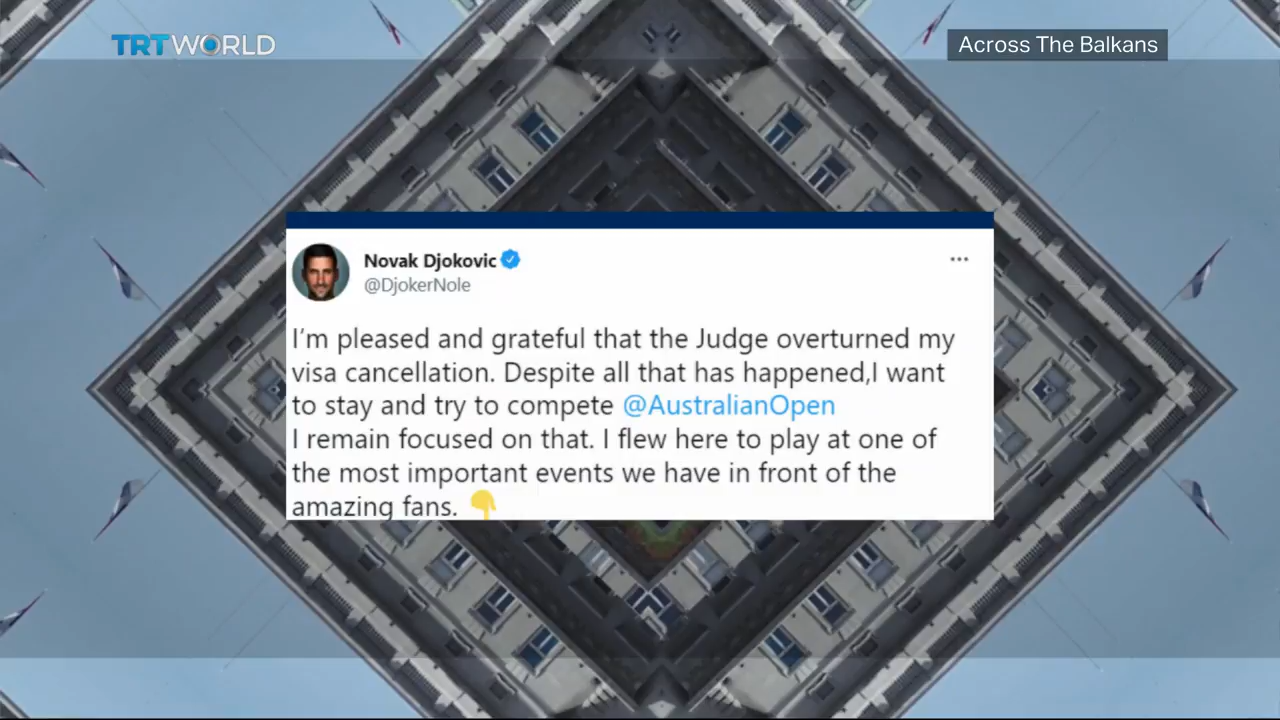 TRT WORLD
Across The Balkans
Novak Djokovic
@DjokerNole
I’m pleased and grateful that the Judge overturned my
visa cancellation. Despite all that has happened,I want
to stay and try to compete @AustralianOpen
I remain focused on that. I flew here to play at one of
the most important events we have in front of the
amazing fans. 👇